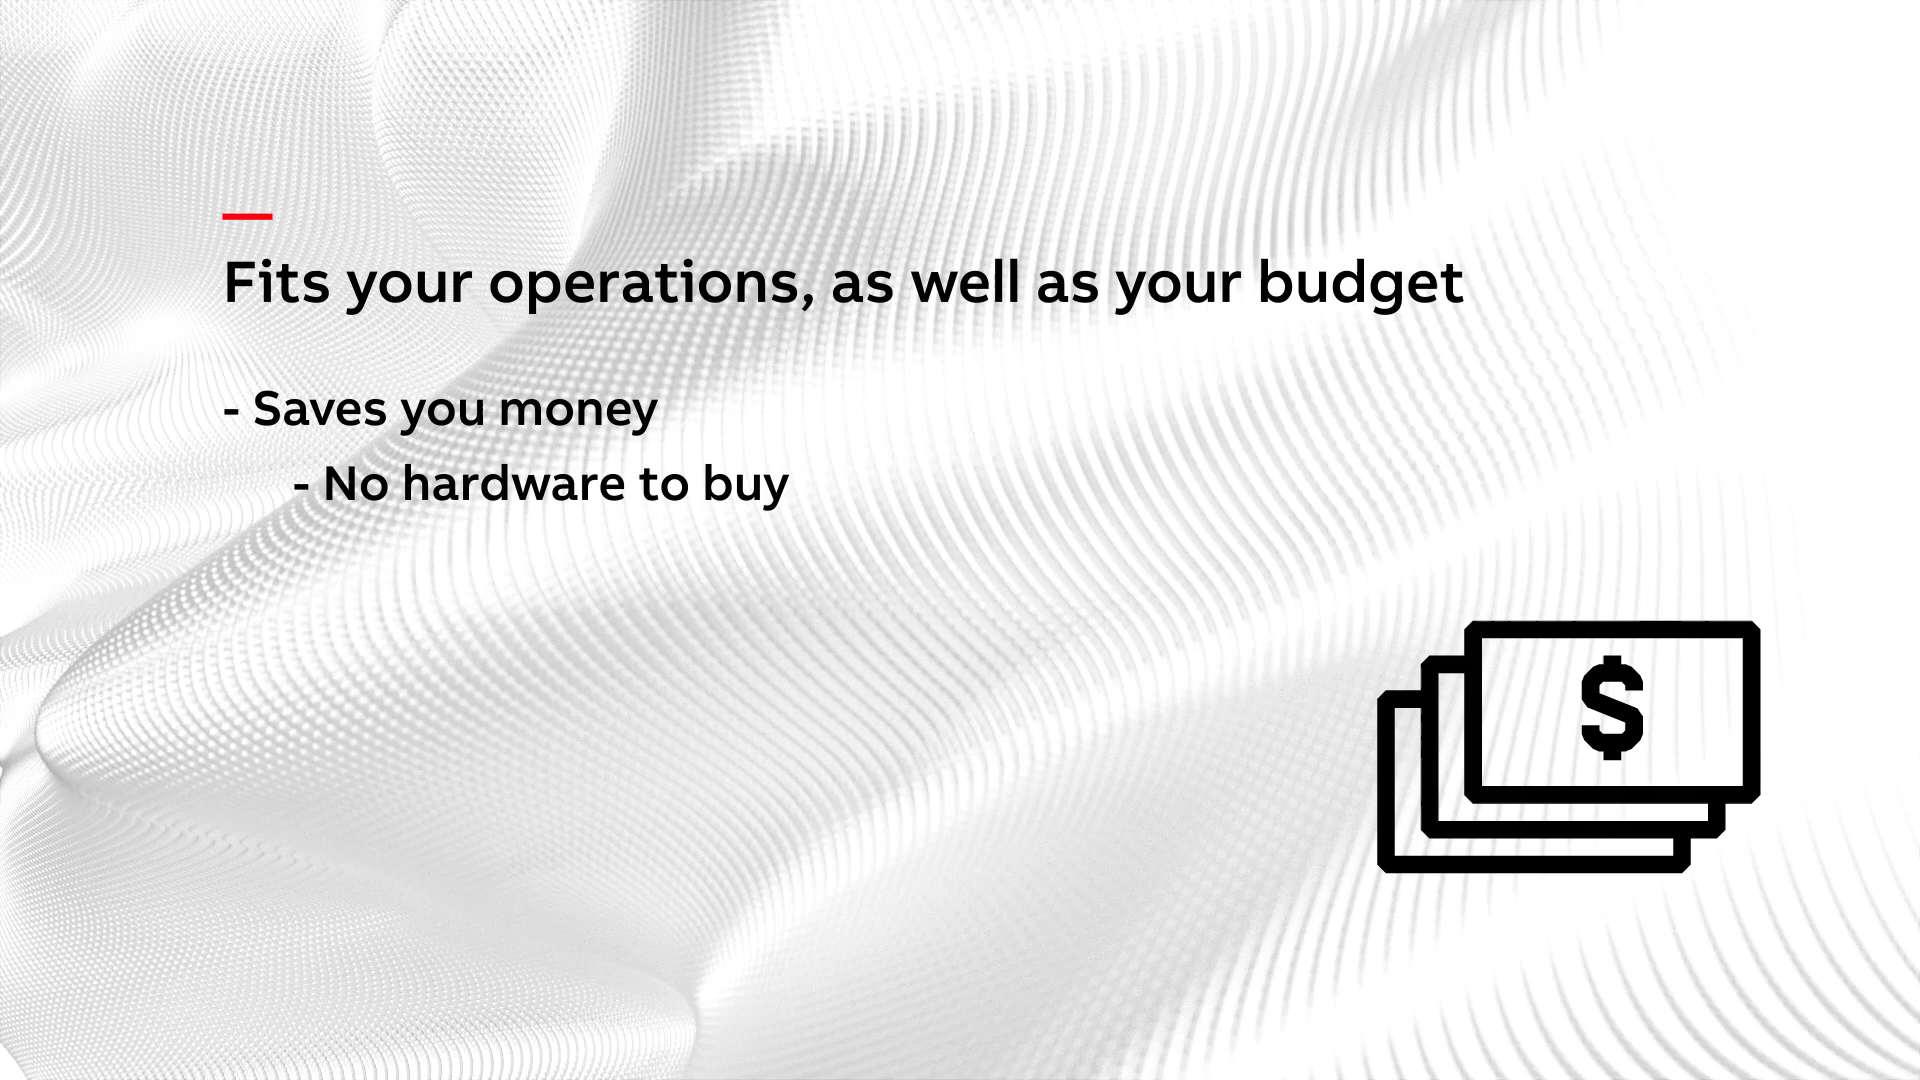 Fits your operations, as well as your budget
- Saves you money
- No hardware to buy
$